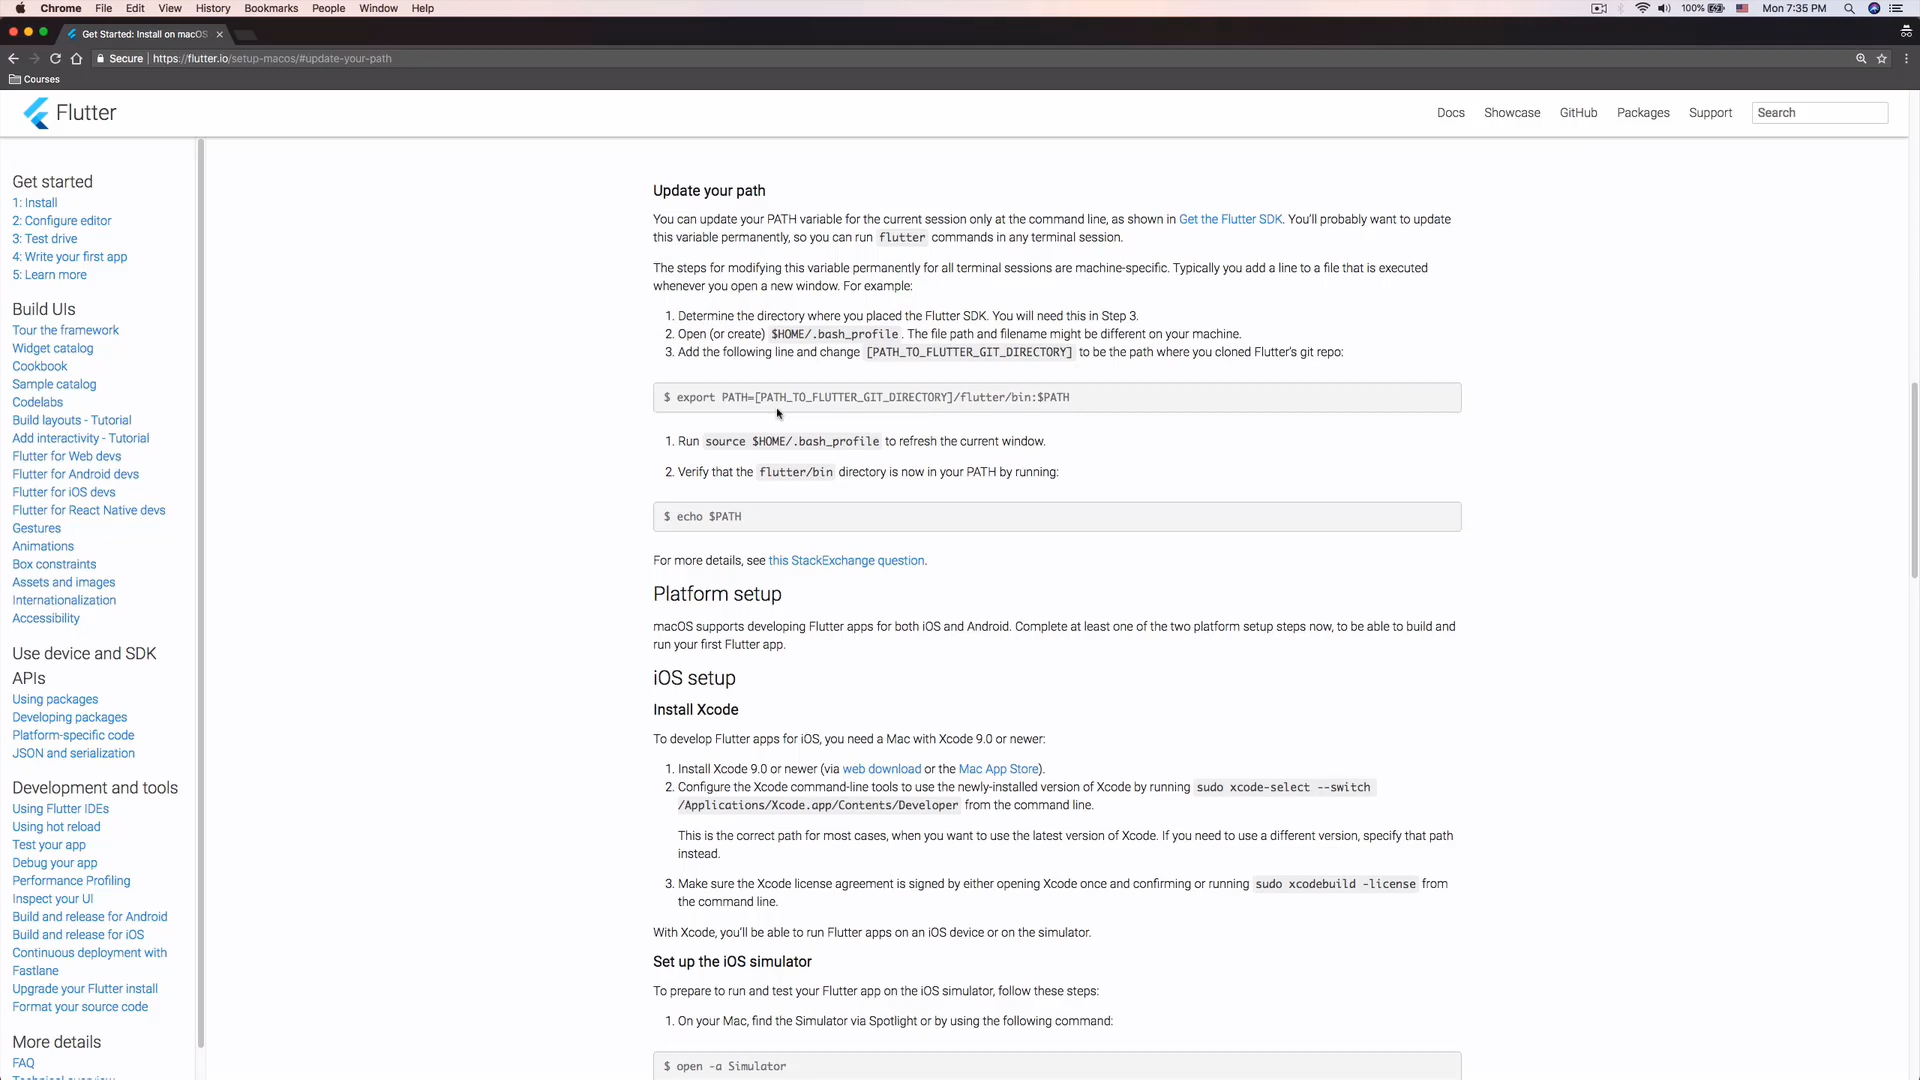 Chrome File Edit View History Bookmarks People Window Help 100% Mon 7:35 PM
Get Started: Install on macOS
Secure | https://flutter.io/setup-macos/#update-your-path
Courses
Flutter
Docs Showcase GitHub Packages Support Search
Get started
1: Install
2: Configure editor
3: Test drive
4: Write your first app
5: Learn more
Build UIs
Tour the framework
Widget catalog
Cookbook
Sample catalog
Codelabs
Build layouts - Tutorial
Add interactivity - Tutorial
Flutter for Web devs
Flutter for Android devs
Flutter for iOS devs
Flutter for React Native devs
Gestures
Animations
Box constraints
Assets and images
Internationalization
Accessibility
Use device and SDK
APIs
Using packages
Developing packages
Platform-specific code
JSON and serialization
Development and tools
Using Flutter IDEs
Using hot reload
Test your app
Debug your app
Performance Profiling
Inspect your UI
Build and release for Android
Build and release for iOS
Continuous deployment with
Fastlane
Upgrade your Flutter install
Format your source code
More details
FAQ
Technical overview
Update your path
You can update your PATH variable for the current session only at the command line, as shown in Get the Flutter SDK. You'll probably want to update
this variable permanently, so you can run flutter commands in any terminal session.
The steps for modifying this variable permanently for all terminal sessions are machine-specific. Typically you add a line to a file that is executed
whenever you open a new window. For example:
1. Determine the directory where you placed the Flutter SDK. You will need this in Step 3.
2. Open (or create) $HOME/.bash_profile. The file path and filename might be different on your machine.
3. Add the following line and change [PATH_TO_FLUTTER_GIT_DIRECTORY] to be the path where you cloned Flutter's git repo:
$ export PATH=[PATH_TO_FLUTTER_GIT_DIRECTORY]/flutter/bin:$PATH
1. Run source $HOME/.bash_profile to refresh the current window.
2. Verify that the flutter/bin directory is now in your PATH by running:
$ echo $PATH
For more details, see this StackExchange question.
Platform setup
macOS supports developing Flutter apps for both iOS and Android. Complete at least one of the two platform setup steps now, to be able to build and
run your first Flutter app.
iOS setup
Install Xcode
To develop Flutter apps for iOS, you need a Mac with Xcode 9.0 or newer:
1. Install Xcode 9.0 or newer (via web download or the Mac App Store).
2. Configure the Xcode command-line tools to use the newly-installed version of Xcode by running sudo xcode-select --switch
/Applications/Xcode.app/Contents/Developer from the command line.
This is the correct path for most cases, when you want to use the latest version of Xcode. If you need to use a different version, specify that path
instead.
3. Make sure the Xcode license agreement is signed by either opening Xcode once and confirming or running sudo xcodebuild -license from
the command line.
With Xcode, you'll be able to run Flutter apps on an iOS device or on the simulator.
Set up the iOS simulator
To prepare to run and test your Flutter app on the iOS simulator, follow these steps:
1. On your Mac, find the Simulator via Spotlight or by using the following command:
$ open -a Simulator